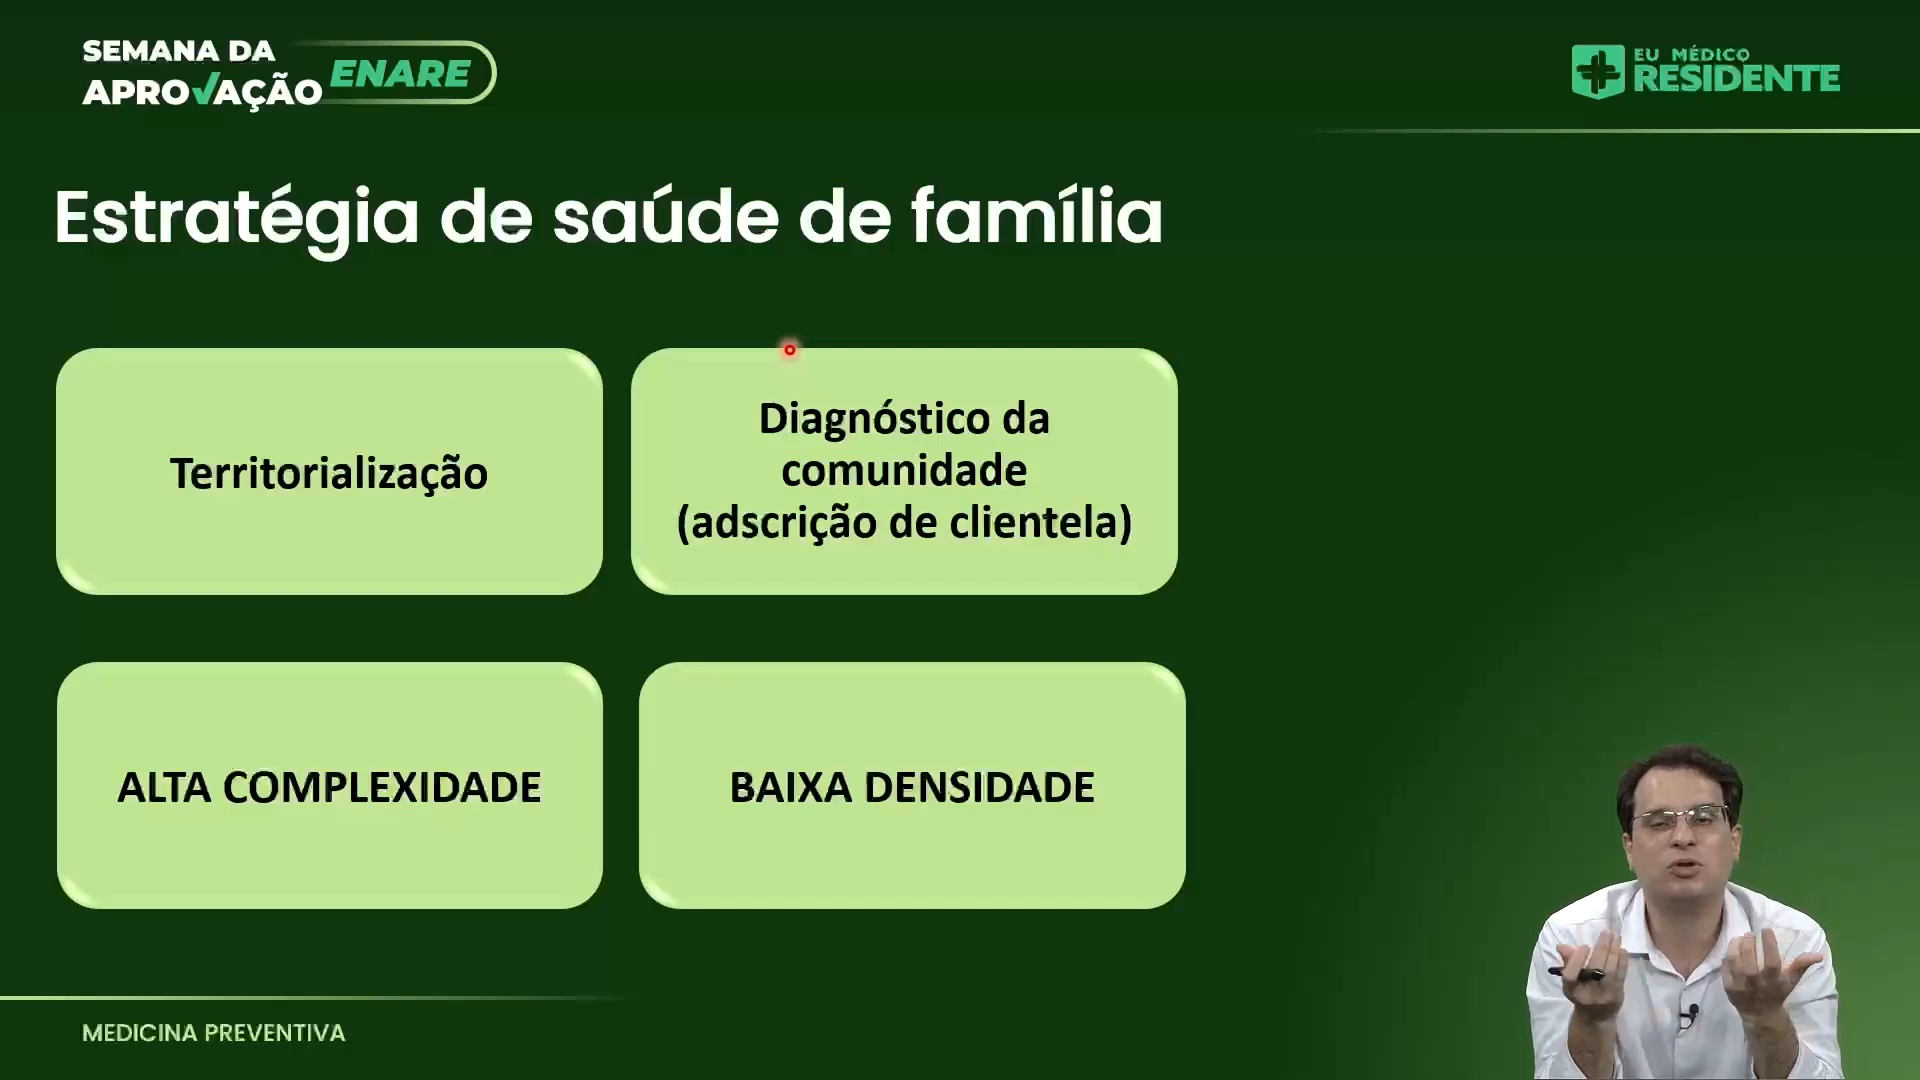 SEMANA DA
APROVAÇÃO ENARE
EU MÉDICO
RESIDENTE
Estratégia de saúde de família
Territorialização
Diagnóstico da
comunidade
(adscrição de clientela)
ALTA COMPLEXIDADE
BAIXA DENSIDADE
MEDICINA PREVENTIVA